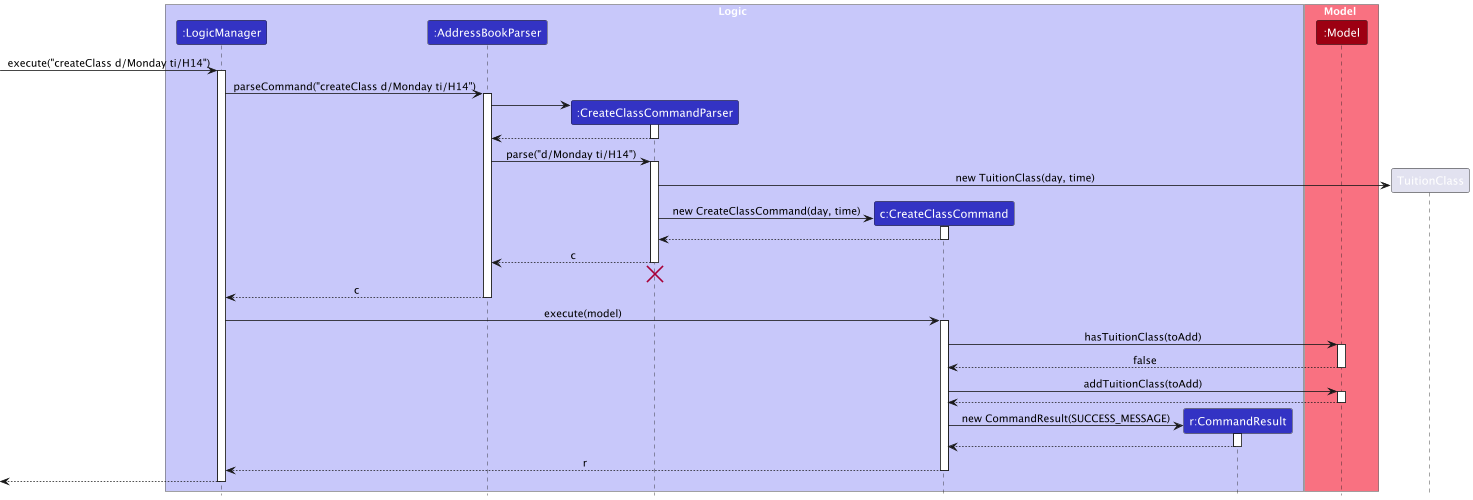 Logic
Model
:LogicManager
:AddressBookParser
:Model
execute("createClass d/Monday ti/H14")
parseCommand("createClass d/Monday ti/H14")
:CreateClassCommandParser
parse("d/Monday ti/H14")
new TuitionClass(day, time)
TuitionClass
new CreateClassCommand(day, time)
c:CreateClassCommand
c
c
execute(model)
hasTuitionClass(toAdd)
false
addTuitionClass(toAdd)
new CommandResult(SUCCESS_MESSAGE)
r:CommandResult
r